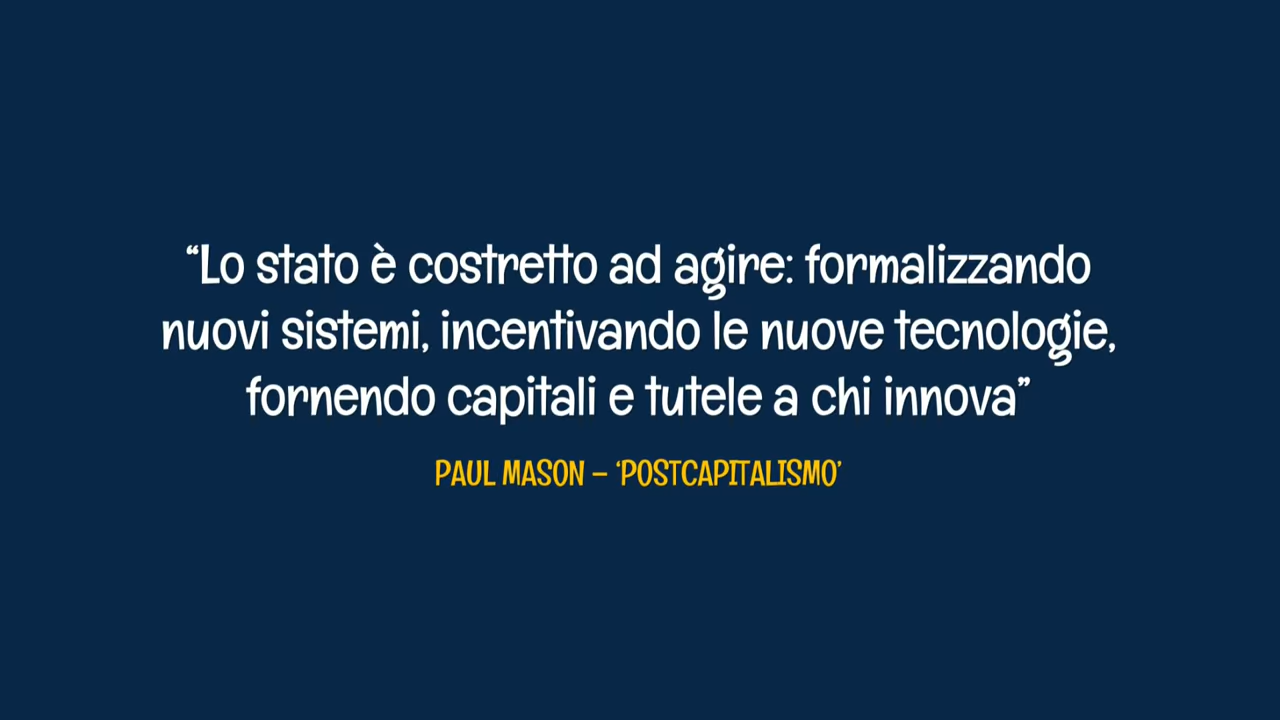 “Lo stato è costretto ad agire: formalizzando
nuovi sistemi, incentivando le nuove tecnologie,
fornendo capitali e tutele a chi innova”
PAUL MASON – ‘POSTCAPITALISMO’